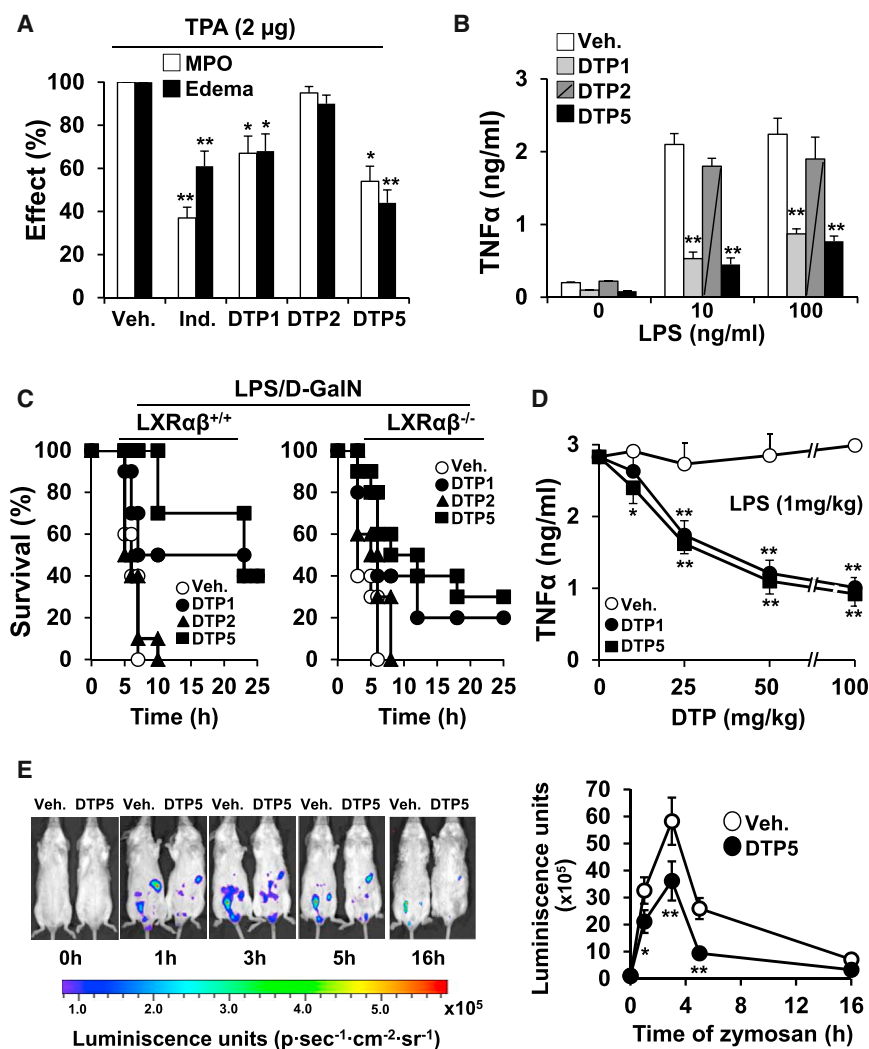 A
TPA (2 µg)
MPO
Edema
Effect (%)
100
80
60
40
20
0
**
**
*
*
*
**
Veh. Ind. DTP1 DTP2 DTP5
B
Veh.
DTP1
DTP2
DTP5
TNFα (ng/ml)
3
2
1
0
**
**
**
**
0 10 100
LPS (ng/ml)
C
LPS/D-GalN
LXRαβ+/+
LXRαβ-/-
Survival (%)
100
80
60
40
20
0
Veh.
DTP1
DTP2
DTP5
0 5 10 15 20 25
Time (h)
100
80
60
40
20
0
Veh.
DTP1
DTP2
DTP5
0 5 10 15 20 25
Time (h)
D
TNFα (ng/ml)
3
2
1
0
LPS (1mg/kg)
*
**
**
**
**
**
**
Veh.
DTP1
DTP5
0 25 50 100
DTP (mg/kg)
E
Veh. DTP5 Veh. DTP5 Veh. DTP5 Veh. DTP5 Veh. DTP5
0h 1h 3h 5h 16h
1.0 2.0 3.0 4.0 5.0 x10⁵
Luminiscence units (p·sec⁻¹·cm⁻²·sr⁻¹)
Luminiscence units
(x10⁵)
70
60
50
40
30
20
10
0
Veh.
DTP5
*
**
**
0 4 8 12 16
Time of zymosan (h)